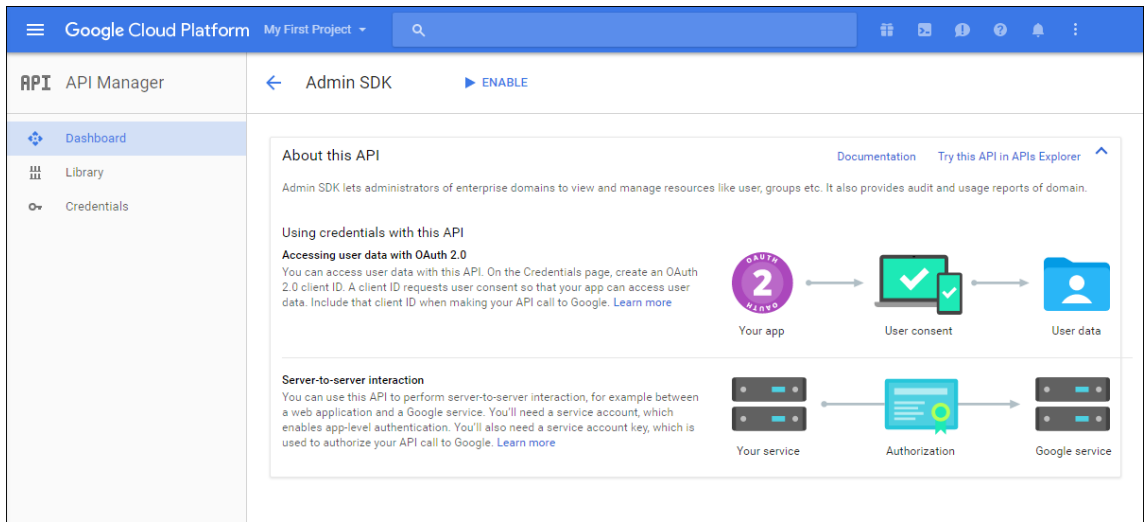 Google Cloud Platform My First Project
API API Manager
Admin SDK
ENABLE
Dashboard
Library
Credentials
About this API
Documentation Try this API in APIs Explorer
Admin SDK lets administrators of enterprise domains to view and manage resources like user, groups etc. It also provides audit and usage reports of domain.
Using credentials with this API
Accessing user data with OAuth 2.0
You can access user data with this API. On the Credentials page, create an OAuth
2.0 client ID. A client ID requests user consent so that your app can access user
data. Include that client ID when making your API call to Google. Learn more
OAUTH
2
OAUTH
Your app
User consent
User data
Server-to-server interaction
You can use this API to perform server-to-server interaction, for example between
a web application and a Google service. You'll need a service account, which
enables app-level authentication. You'll also need a service account key, which is
used to authorize your API call to Google. Learn more
Your service
Authorization
Google service